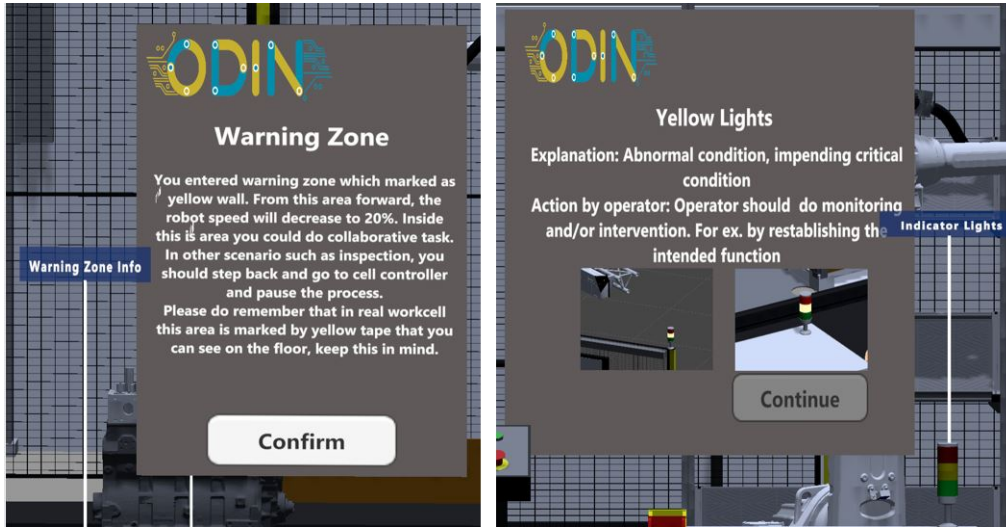 ODIN
Warning Zone
You entered warning zone which marked as
yellow wall. From this area forward, the
robot speed will decrease to 20%. Inside
this is area you could do collaborative task.
In other scenario such as inspection, you
should step back and go to cell controller
and pause the process.
Please do remember that in real workcell
this area is marked by yellow tape that you
can see on the floor, keep this in mind.
Confirm
Warning Zone Info
ODIN
Yellow Lights
Explanation: Abnormal condition, impending critical
condition
Action by operator: Operator should do monitoring
and/or intervention. For ex. by restablishing the
intended function
Continue
Indicator Lights